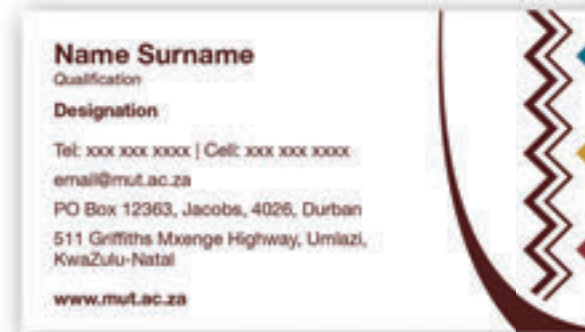 Name Surname
Qualification
Designation
Tel: xxx xxx xxxx | Cell: xxx xxx xxxx
email@mut.ac.za
PO Box 12363, Jacobs, 4026, Durban
511 Griffiths Mxenge Highway, Umlazi,
KwaZulu-Natal
www.mut.ac.za